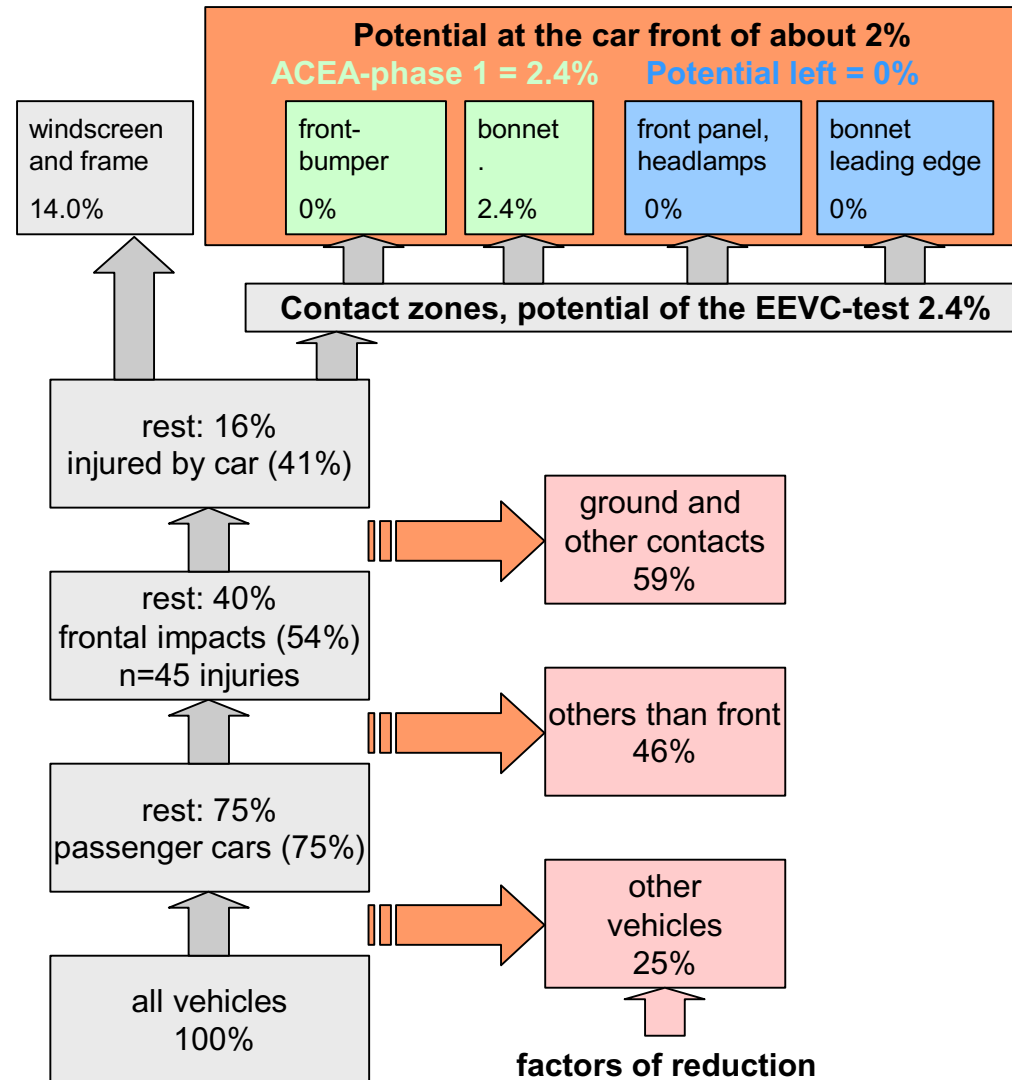 Potential at the car front of about 2%
ACEA-phase 1 = 2.4%
Potential left = 0%
windscreen
and frame
14.0%
front-
bumper
0%
bonnet
.
2.4%
front panel,
headlamps
0%
bonnet
leading edge
0%
Contact zones, potential of the EEVC-test 2.4%
rest: 16%
injured by car (41%)
ground and
other contacts
59%
rest: 40%
frontal impacts (54%)
n=45 injuries
others than front
46%
rest: 75%
passenger cars (75%)
other
vehicles
25%
all vehicles
100%
factors of reduction